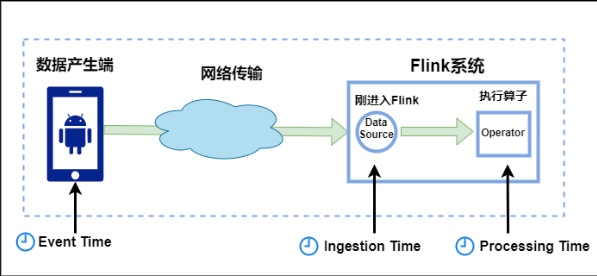 数据产生端
网络传输
Flink系统
刚进入Flink
执行算子
Data
Source
Operator
Event Time
Ingestion Time
Processing Time